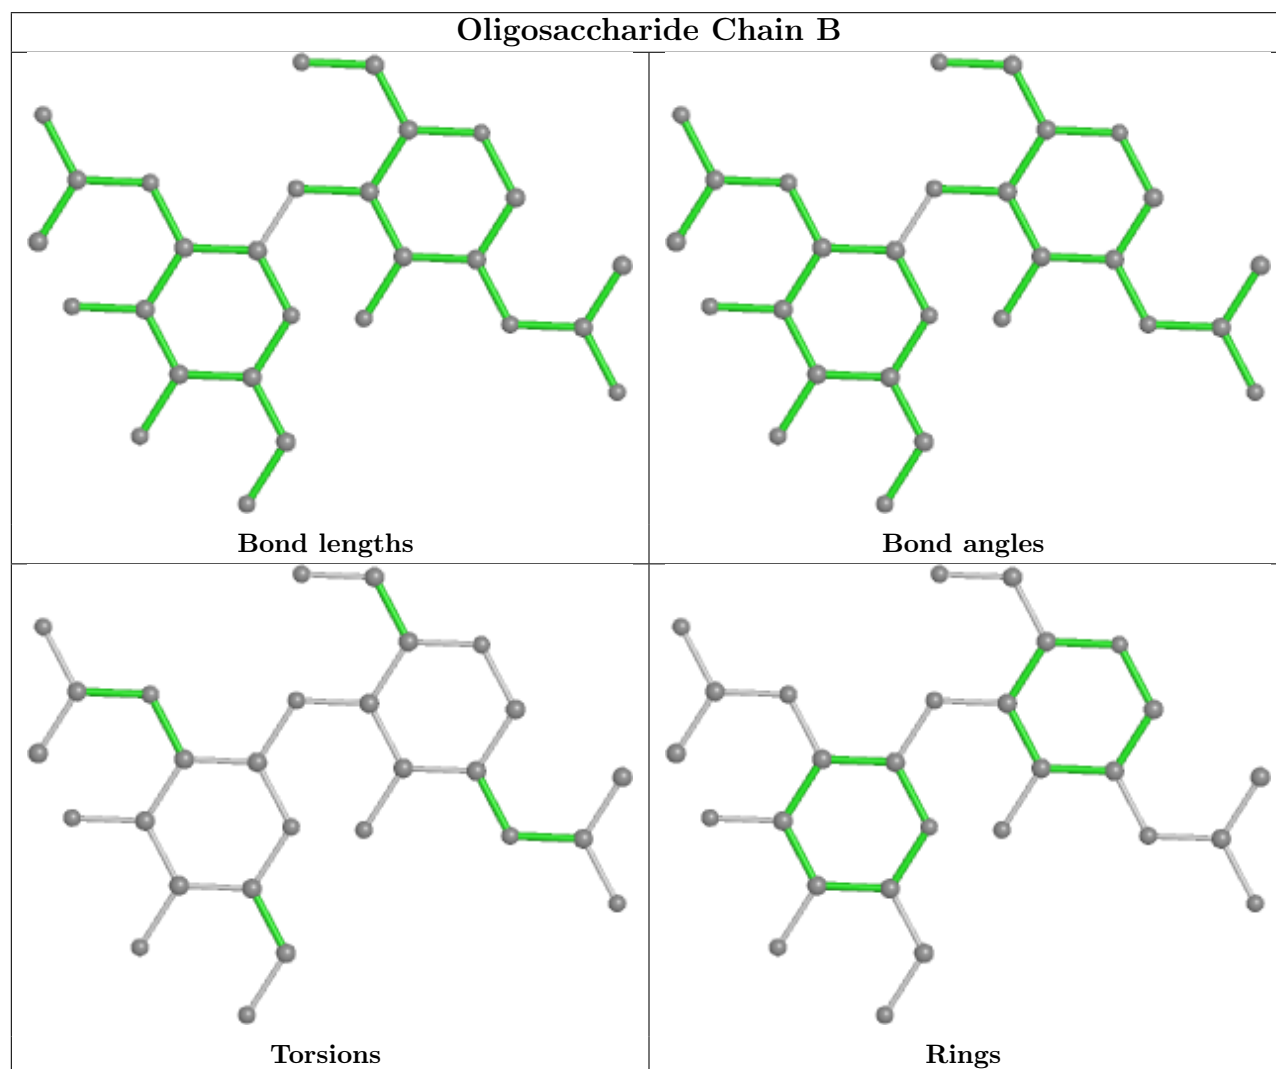 Oligosaccharide Chain B
Bond lengths
Bond angles
Torsions
Rings